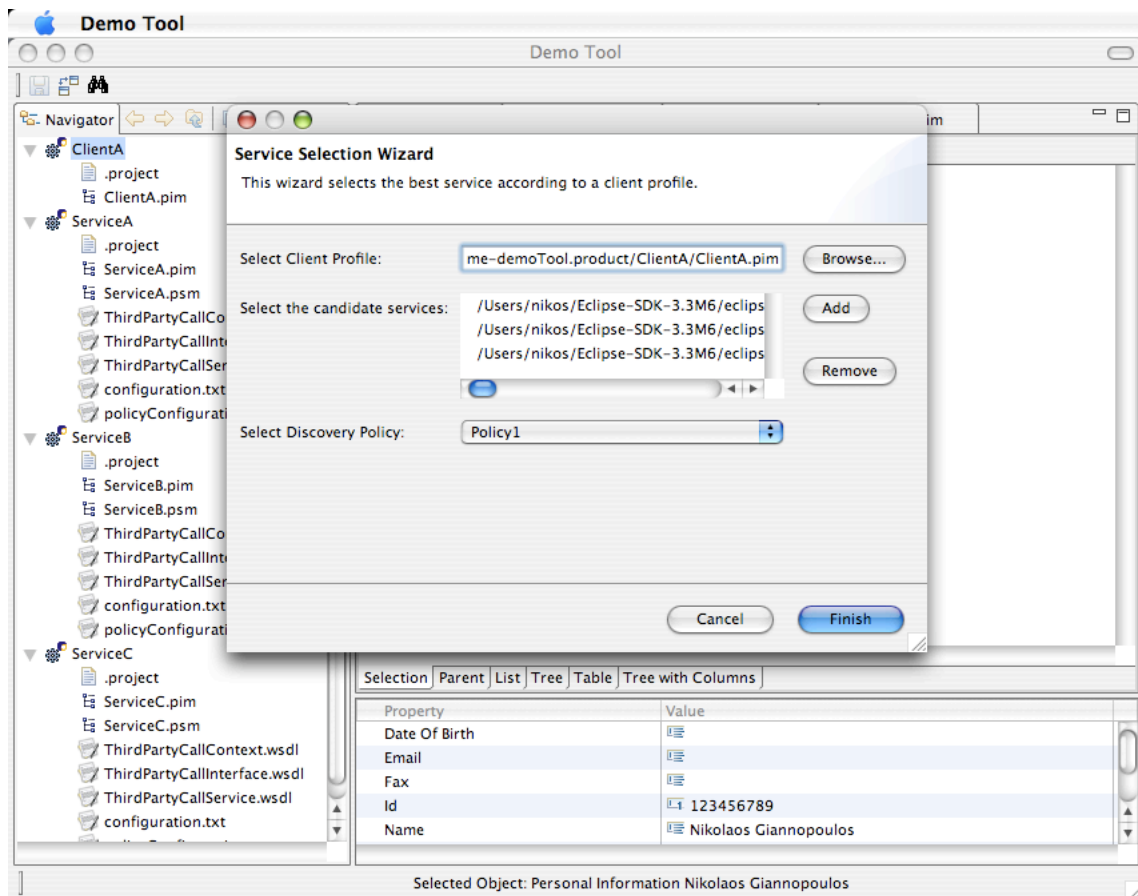 Demo Tool
Demo Tool
Navigator
ClientA
.project
ClientA.pim
ServiceA
.project
ServiceA.pim
ServiceA.psm
ThirdPartyCallCo
ThirdPartyCallInt
ThirdPartyCallSer
configuration.txt
policyConfigurati
ServiceB
.project
ServiceB.pim
ServiceB.psm
ThirdPartyCallCo
ThirdPartyCallInt
ThirdPartyCallSer
configuration.txt
policyConfigurati
ServiceC
.project
ServiceC.pim
ServiceC.psm
ThirdPartyCallContext.wsdl
ThirdPartyCallInterface.wsdl
ThirdPartyCallService.wsdl
configuration.txt
im
Service Selection Wizard
This wizard selects the best service according to a client profile.
Select Client Profile: me-demoTool.product/ClientA/ClientA.pim Browse...
Select the candidate services: /Users/nikos/Eclipse-SDK-3.3M6/eclips Add
/Users/nikos/Eclipse-SDK-3.3M6/eclips
/Users/nikos/Eclipse-SDK-3.3M6/eclips
Remove
Select Discovery Policy: Policy1
Cancel Finish
Selection Parent List Tree Table Tree with Columns
Property Value
Date Of Birth
Email
Fax
Id 123456789
Name Nikolaos Giannopoulos
Selected Object: Personal Information Nikolaos Giannopoulos